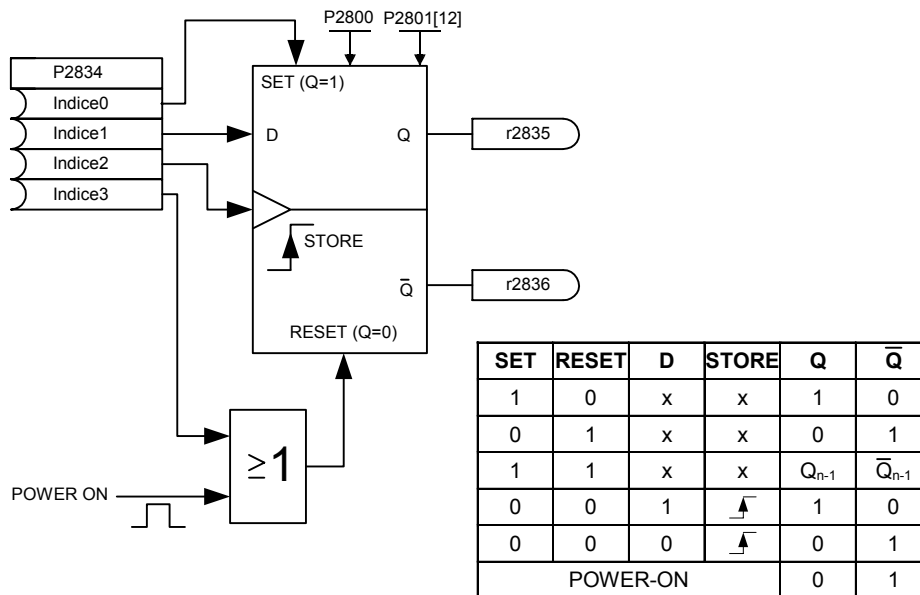 P2800 P2801[12]
P2834
Indice0
Indice1
Indice2
Indice3
SET (Q=1)
D Q
r2835
STORE
Q̅
r2836
RESET (Q=0)
≥1
POWER ON
SET RESET D STORE Q Q̅
1 0 x x 1 0
0 1 x x 0 1
1 1 x x Qn-1 Q̅n-1
0 0 1 1 0
0 0 0 0 1
POWER-ON 0 1